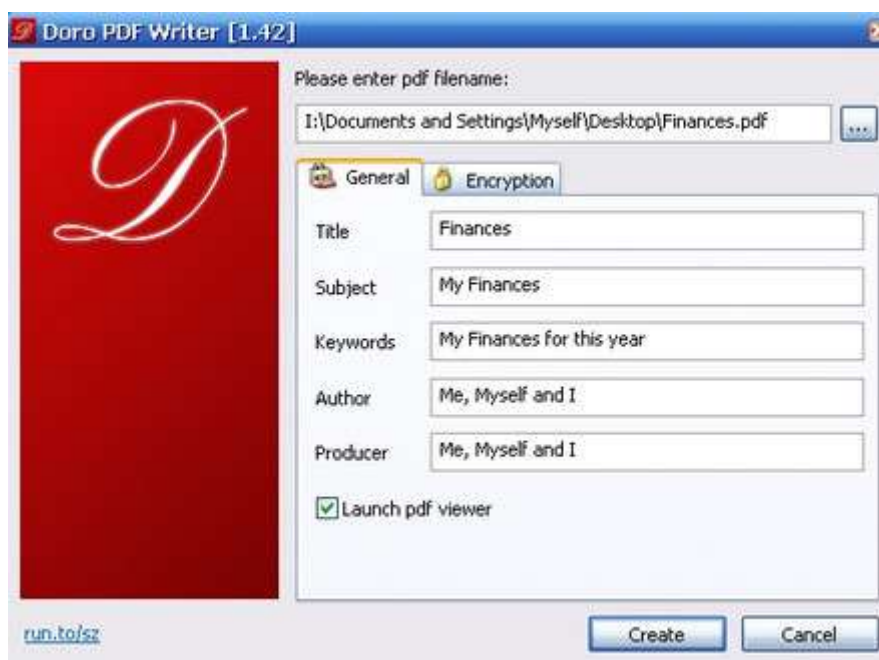 Doro PDF Writer [1.42]
Please enter pdf filename:
I:\Documents and Settings\Myself\Desktop\Finances.pdf
...
General
Encryption
Title
Finances
Subject
My Finances
Keywords
My Finances for this year
Author
Me, Myself and I
Producer
Me, Myself and I
Launch pdf viewer
run.to/sz
Create
Cancel